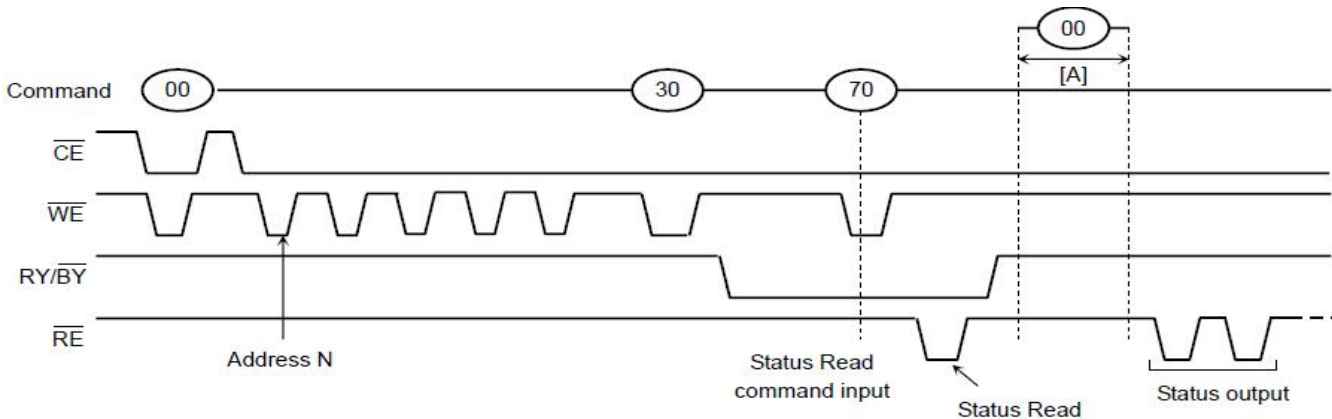 00
[A]
Command 00 30 70
CE
WE
RY/BY
RE
Address N
Status Read
command input
Status Read
Status output